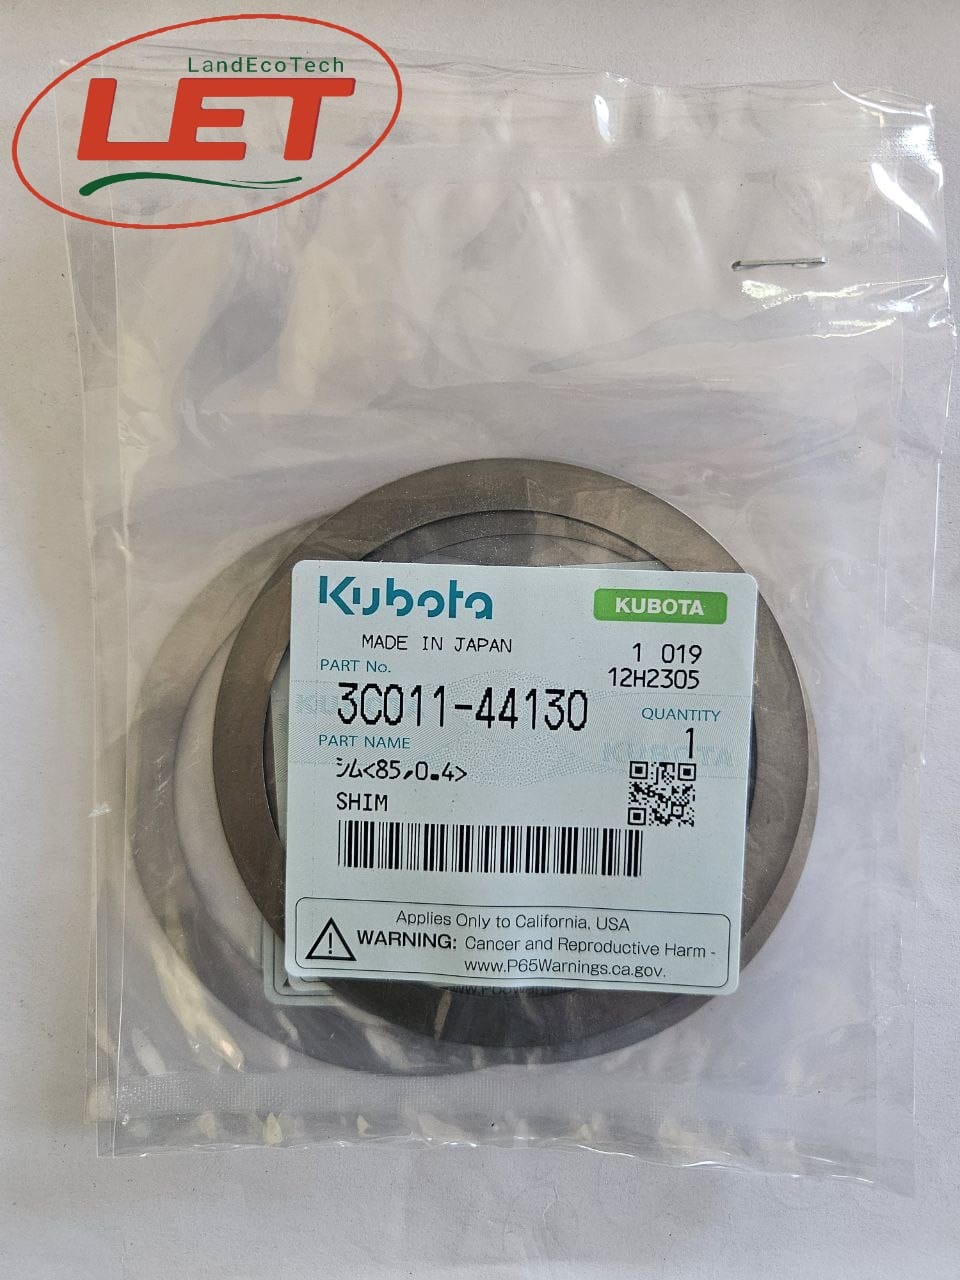 LandEcoTech
LET
Kubota
KUBOTA
MADE IN JAPAN
1 019
PART No.
12H2305
3C011-44130
QUANTITY
1
PART NAME
シム<85,0.4>
SHIM
Applies Only to California, USA
WARNING: Cancer and Reproductive Harm -
www.P65Warnings.ca.gov.